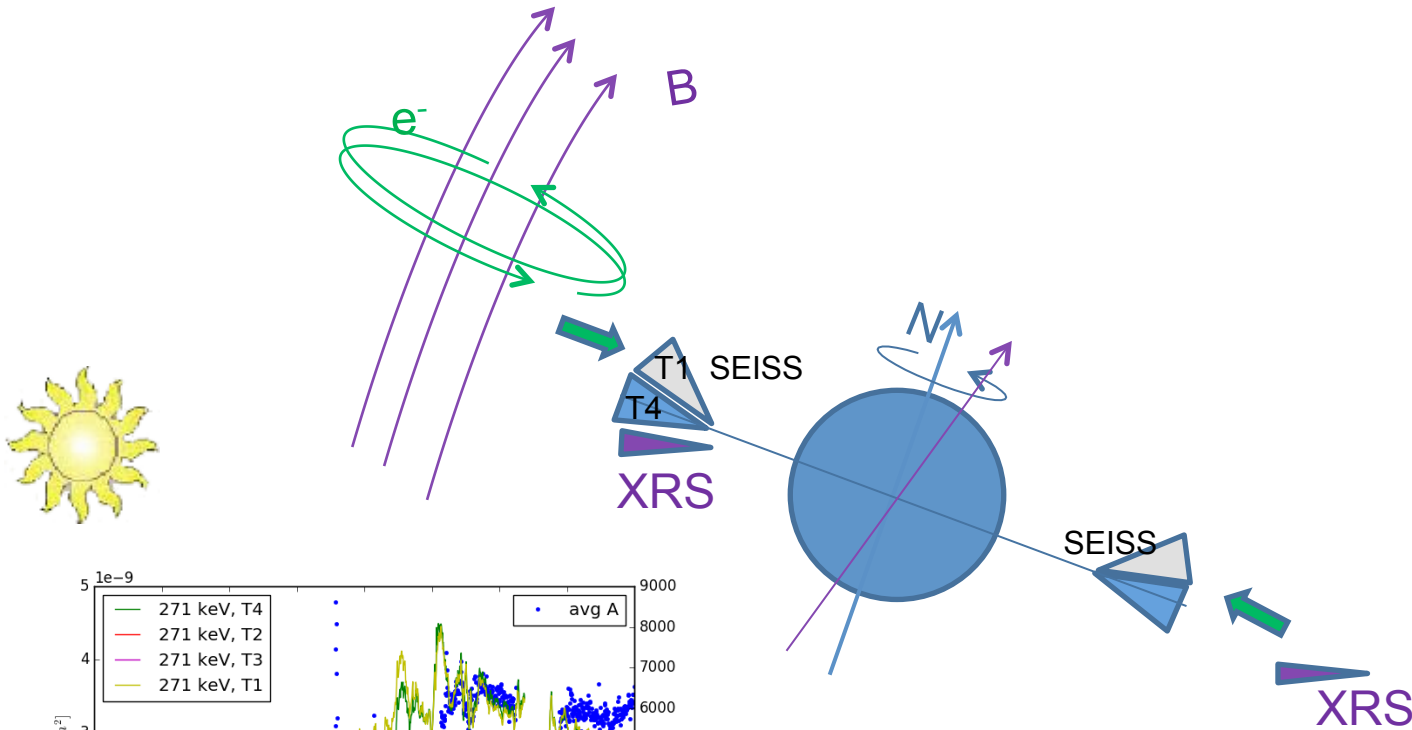 B
e-
N
T1 SEISS
T4
XRS
SEISS
XRS
1e−9
5
4
271 keV, T4
271 keV, T2
271 keV, T3
271 keV, T1
avg A
9000
8000
7000
6000